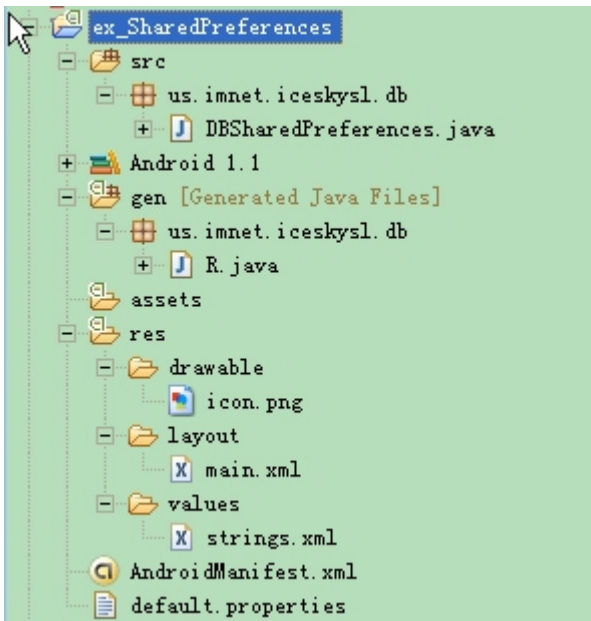 ex_SharedPreferences
src
us.imnet.iceskysl.db
DBSharedPreferences.java
Android 1.1
gen [Generated Java Files]
us.imnet.iceskysl.db
R.java
assets
res
drawable
icon.png
layout
main.xml
values
strings.xml
AndroidManifest.xml
default.properties